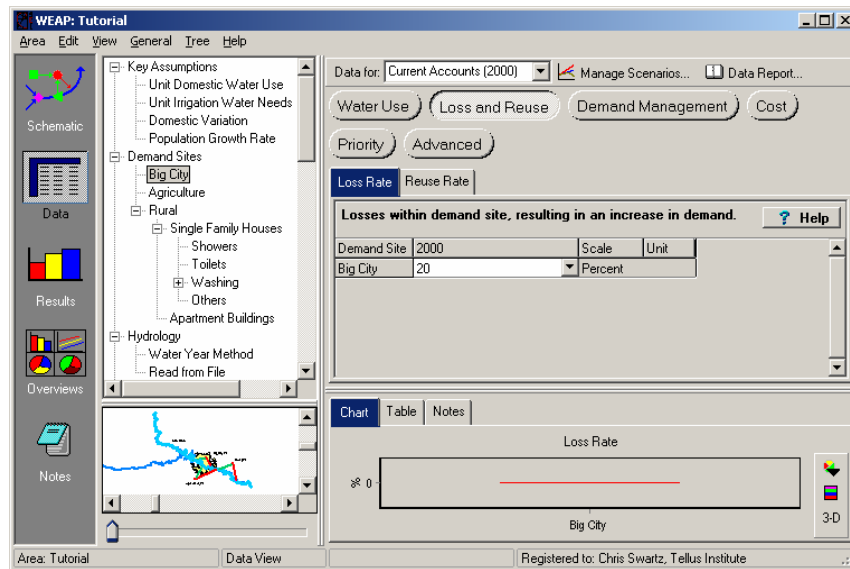 WEAP: Tutorial
Area Edit View General Tree Help
Schematic
Data
Results
Overviews
Notes
Key Assumptions
Unit Domestic Water Use
Unit Irrigation Water Needs
Domestic Variation
Population Growth Rate
Demand Sites
Big City
Agriculture
Rural
Single Family Houses
Showers
Toilets
Washing
Others
Apartment Buildings
Hydrology
Water Year Method
Read from File
Data for: Current Accounts (2000) Manage Scenarios... Data Report...
Water Use Loss and Reuse Demand Management Cost
Priority Advanced
Loss Rate Reuse Rate
Losses within demand site, resulting in an increase in demand. ? Help
Demand Site 2000 Scale Unit
Big City 20 Percent
Chart Table Notes
Loss Rate
% 0
Big City
3-D
Area: Tutorial Data View Registered to: Chris Swartz, Tellus Institute